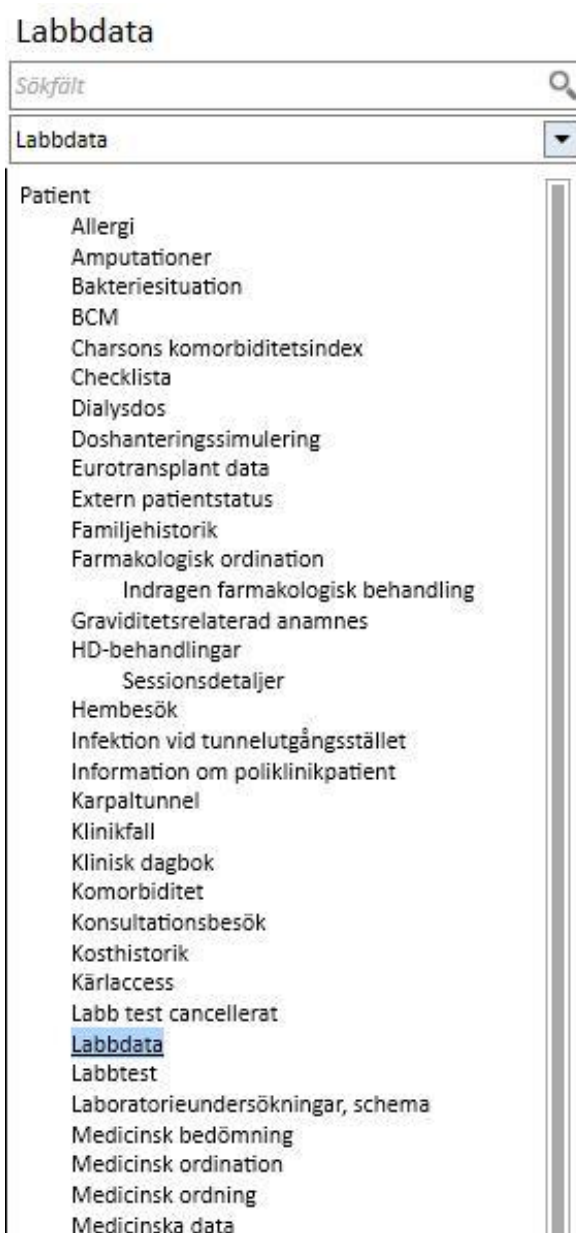 Labbdata
Sökfält
Labbdata
Patient
Allergi
Amputationer
Bakteriesituation
BCM
Charsons komorbiditetsindex
Checklista
Dialysdos
Doshanteringssimulering
Eurotransplant data
Extern patientstatus
Familjehistorik
Farmakologisk ordination
Indragen farmakologisk behandling
Graviditetsrelaterad anamnes
HD-behandlingar
Sessionsdetaljer
Hembesök
Infektion vid tunnelutgångsstället
Information om poliklinikpatient
Karpaltunnel
Klinikfall
Klinisk dagbok
Komorbiditet
Konsultationsbesök
Kosthistorik
Kärlaccess
Labb test cancellerat
Labbdata
Labbtest
Laboratorieundersökningar, schema
Medicinsk bedömning
Medicinsk ordination
Medicinsk ordning
Medicinska data